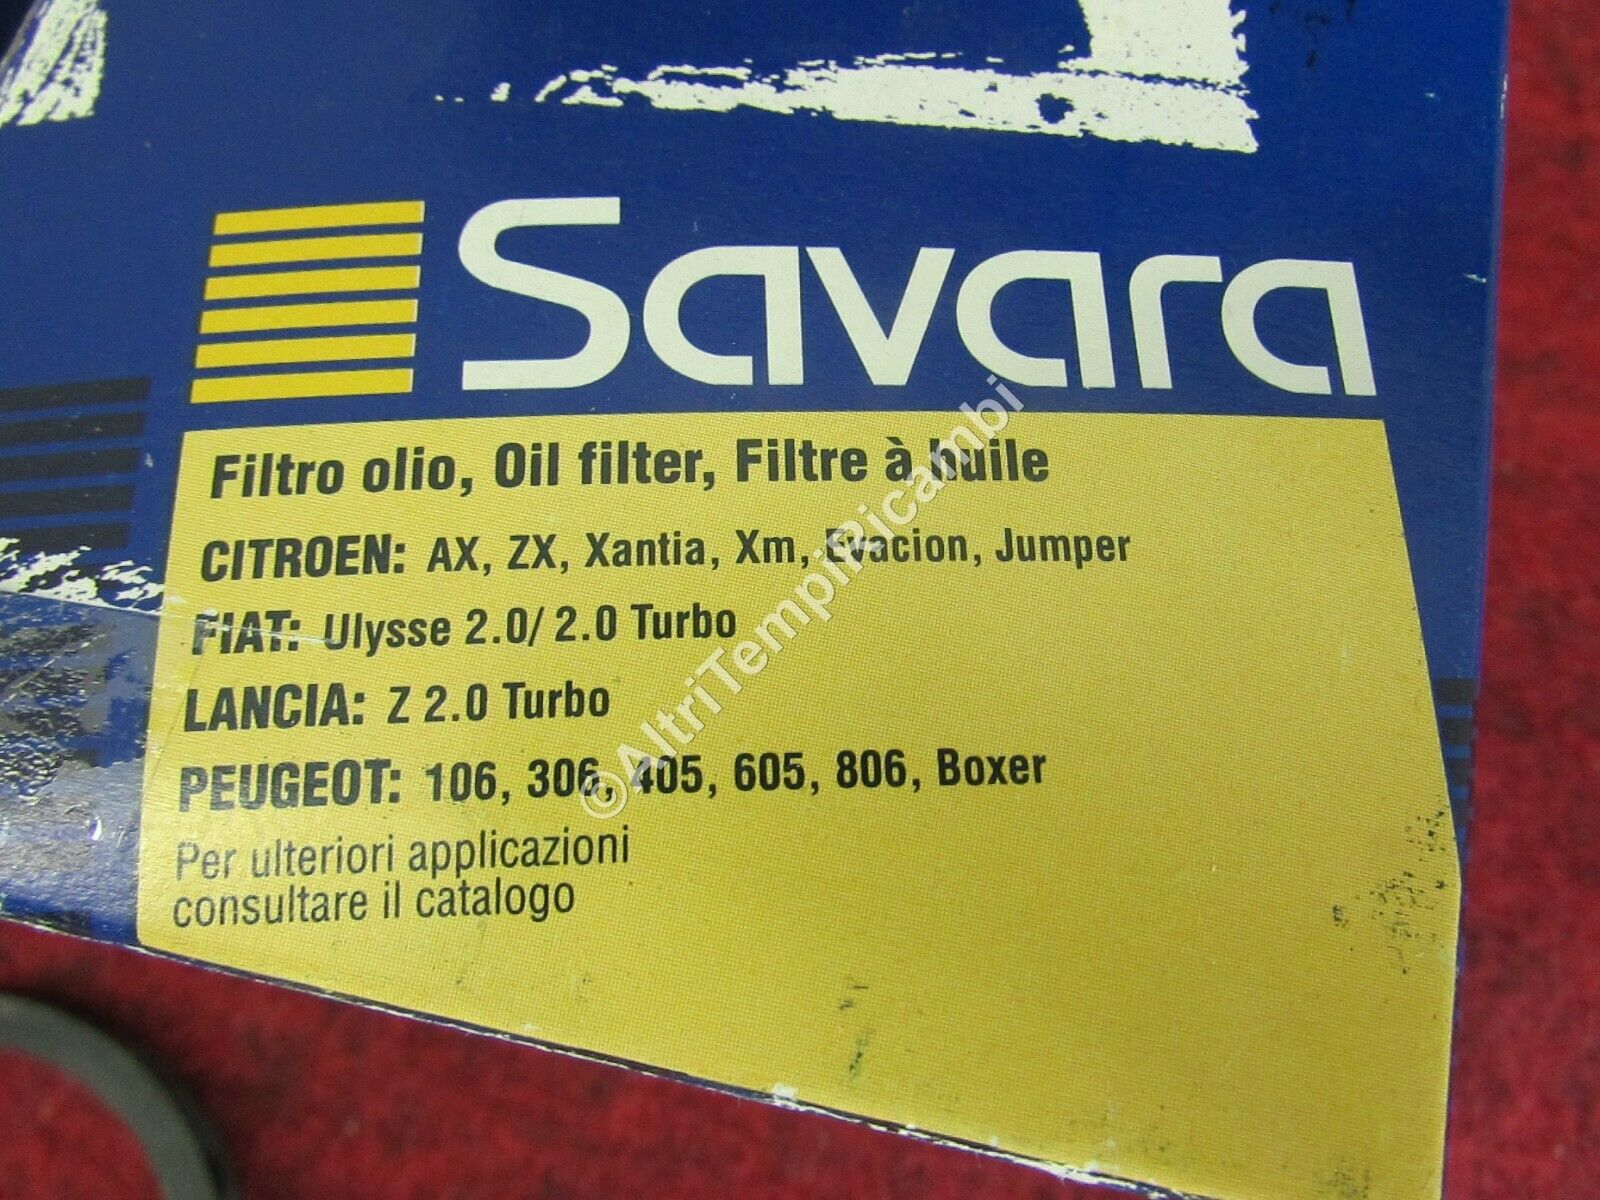 Savara
Filtro olio, Oil filter, Filtre à huile
CITROEN: AX, ZX, Xantia, Xm, Evacion, Jumper
FIAT: Ulysse 2.0/ 2.0 Turbo
LANCIA: Z 2.0 Turbo
PEUGEOT: 106, 306, 405, 605, 806, Boxer
Per ulteriori applicazioni
consultare il catalogo
©AltriTempiRicambi